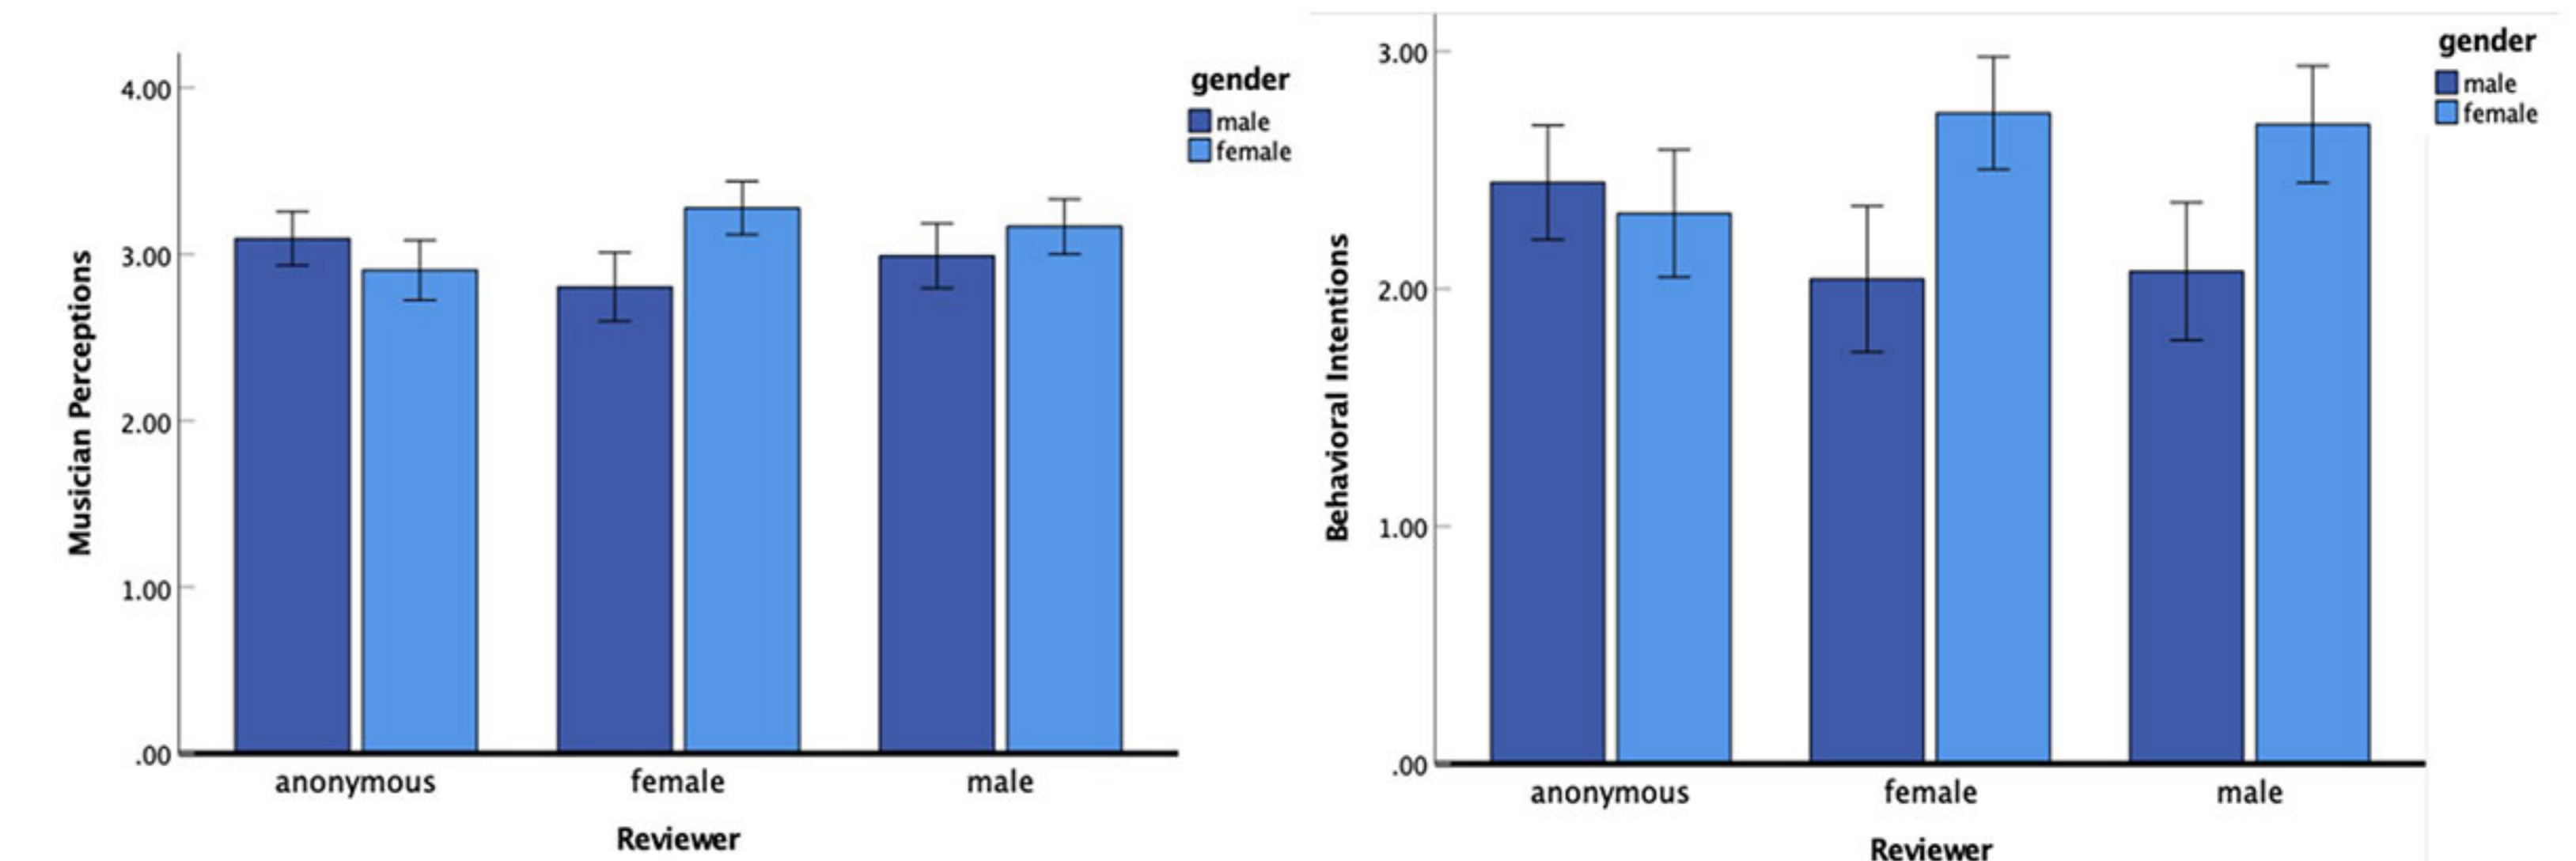 Musician Perceptions
4.00
3.00
2.00
1.00
.00
anonymous
female
male
Reviewer
gender
male
female
Behavioral Intentions
3.00
2.00
1.00
.00
anonymous
female
male
Reviewer
gender
male
female